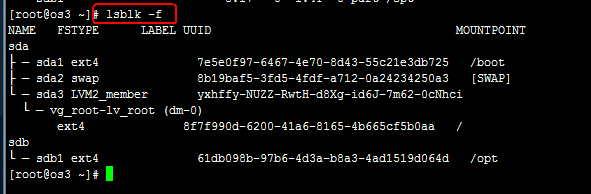 [root@os3 ~]# lsblk -f
NAME FSTYPE LABEL UUID MOUNTPOINT
sda
├─sda1 ext4 7e5e0f97-6467-4e70-8d43-55c21e3db725 /boot
├─sda2 swap 8b19baf5-3fd5-4fdf-a712-0a24234250a3 [SWAP]
└─sda3 LVM2_member yxhffy-NUZZ-RwtH-d8Xg-id6J-7m62-0cNhci
└─vg_root-lv_root (dm-0)
ext4 8f7f990d-6200-41a6-8165-4b665cf5b0aa /
sdb
└─sdb1 ext4 61db098b-97b6-4d3a-b8a3-4ad1519d064d /opt
[root@os3 ~]#